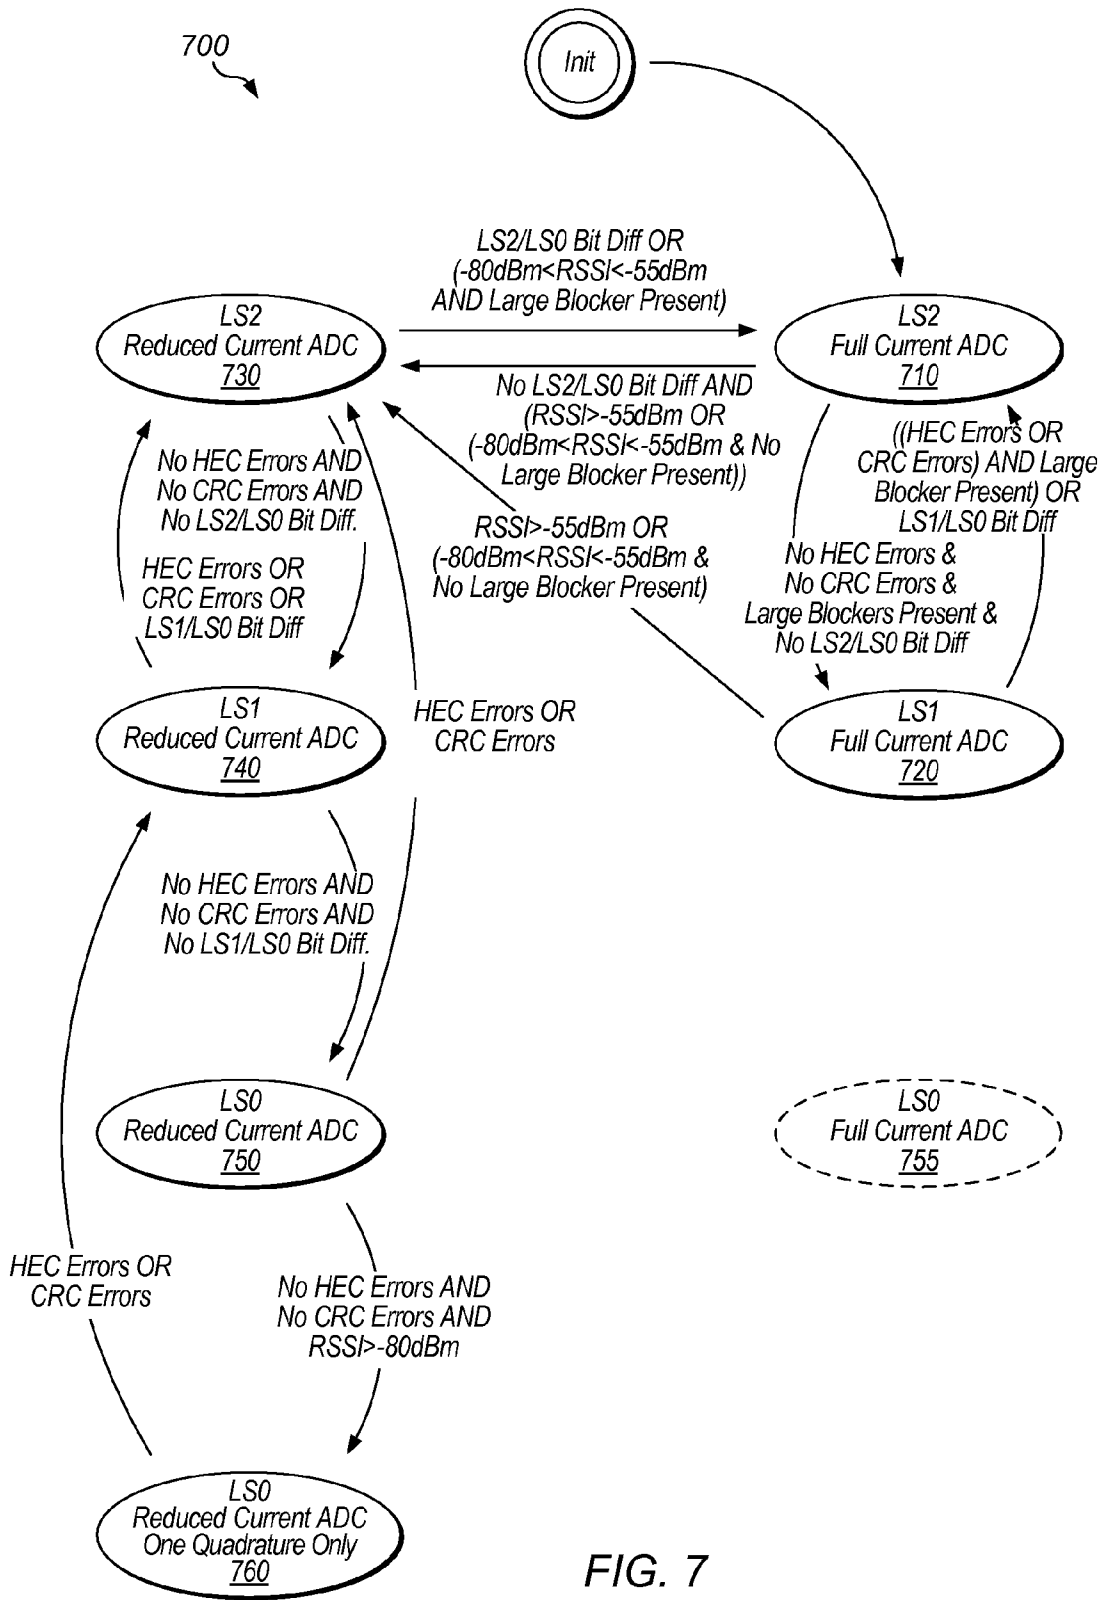 700
Init
LS2/LS0 Bit Diff OR
(-80dBm<RSSI<-55dBm
AND Large Blocker Present)
LS2
Reduced Current ADC
730
LS2
Full Current ADC
710
No LS2/LS0 Bit Diff AND
(RSSI>-55dBm OR
(-80dBm<RSSI<-55dBm & No
Large Blocker Present))
((HEC Errors OR
CRC Errors) AND Large
Blocker Present) OR
LS1/LS0 Bit Diff
No HEC Errors AND
No CRC Errors AND
No LS2/LS0 Bit Diff.
RSSI>-55dBm OR
(-80dBm<RSSI<-55dBm &
No Large Blocker Present)
HEC Errors OR
CRC Errors OR
LS1/LS0 Bit Diff
No HEC Errors &
No CRC Errors &
Large Blockers Present &
No LS2/LS0 Bit Diff
LS1
Reduced Current ADC
740
HEC Errors OR
CRC Errors
LS1
Full Current ADC
720
No HEC Errors AND
No CRC Errors AND
No LS1/LS0 Bit Diff.
LS0
Reduced Current ADC
750
LS0
Full Current ADC
755
HEC Errors OR
CRC Errors
No HEC Errors AND
No CRC Errors AND
RSSI>-80dBm
LS0
Reduced Current ADC
One Quadrature Only
760
FIG. 7